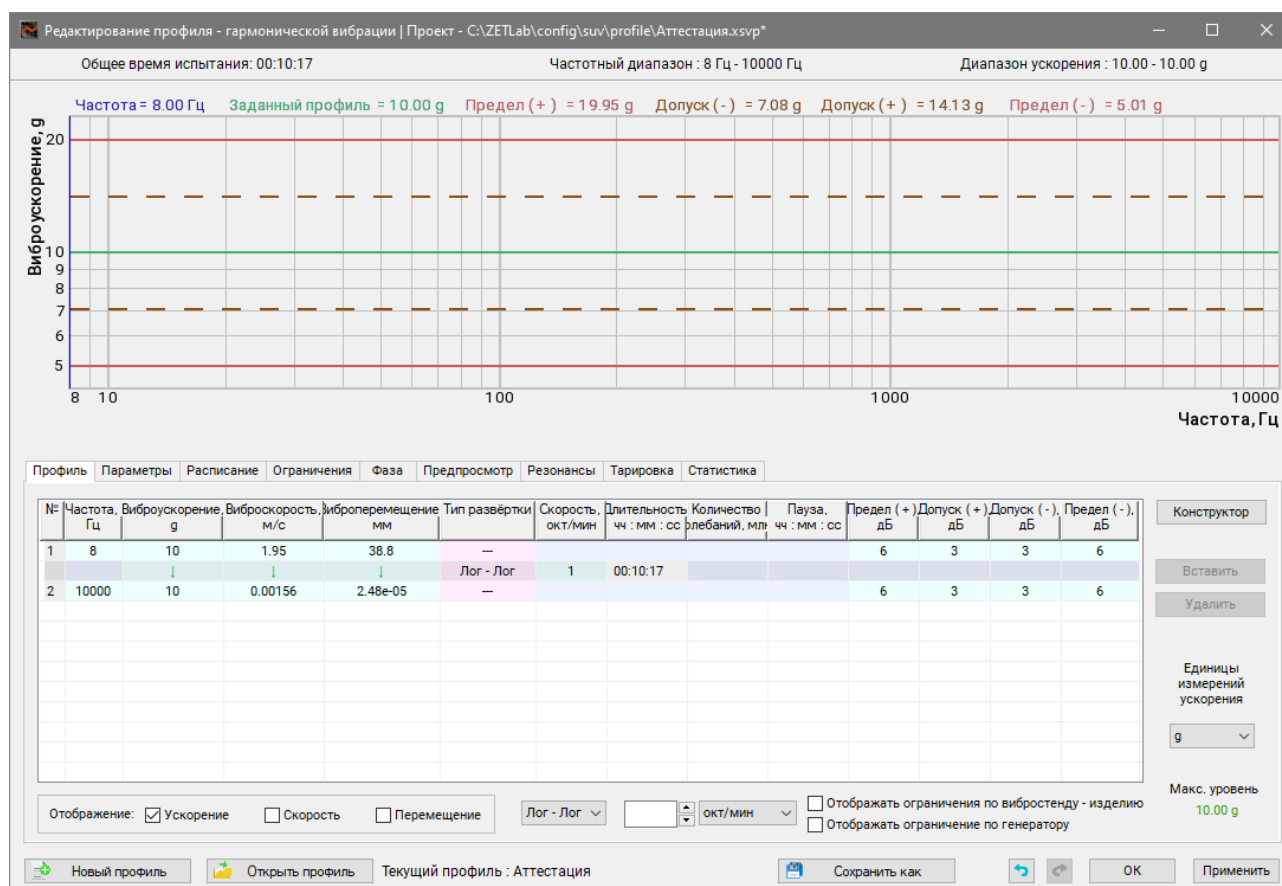 Редактирование профиля - гармонической вибрации | Проект - C:\ZETLab\config\suv\profile\Аттестация.xsvp*
Общее время испытания: 00:10:17 Частотный диапазон : 8 Гц - 10000 Гц Диапазон ускорения : 10.00 - 10.00 g
Частота = 8.00 Гц Заданный профиль = 10.00 g Предел ( + ) = 19.95 g Допуск ( - ) = 7.08 g Допуск ( + ) = 14.13 g Предел ( - ) = 5.01 g
Виброускорение, g
20
10
9
8
7
6
5
8 10 100 1000 10000
Частота, Гц
Профиль Параметры Расписание Ограничения Фаза Предпросмотр Резонансы Тарировка Статистика
№ Частота, Виброускорение, Виброскорость, Виброперемещение Тип развёртки Скорость, Длительность Количество Пауза, Предел ( + ) Допуск ( + ), Допуск ( - ), Предел ( - ),
Гц g м/с мм окт/мин чч : мм : сс олебаний, млн чч : мм : сс дБ дБ дБ дБ
1 8 10 1.95 38.8 --- 6 3 3 6
↓ ↓ ↓ Лог - Лог 1 00:10:17
2 10000 10 0.00156 2.48e-05 --- 6 3 3 6
Конструктор
Вставить
Удалить
Единицы
измерений
ускорения
g
Макс. уровень
10.00 g
Отображение: Ускорение Скорость Перемещение Лог - Лог окт/мин
Отображать ограничения по вибростенду - изделию
Отображать ограничение по генератору
Новый профиль Открыть профиль Текущий профиль : Аттестация Сохранить как ОК Применить